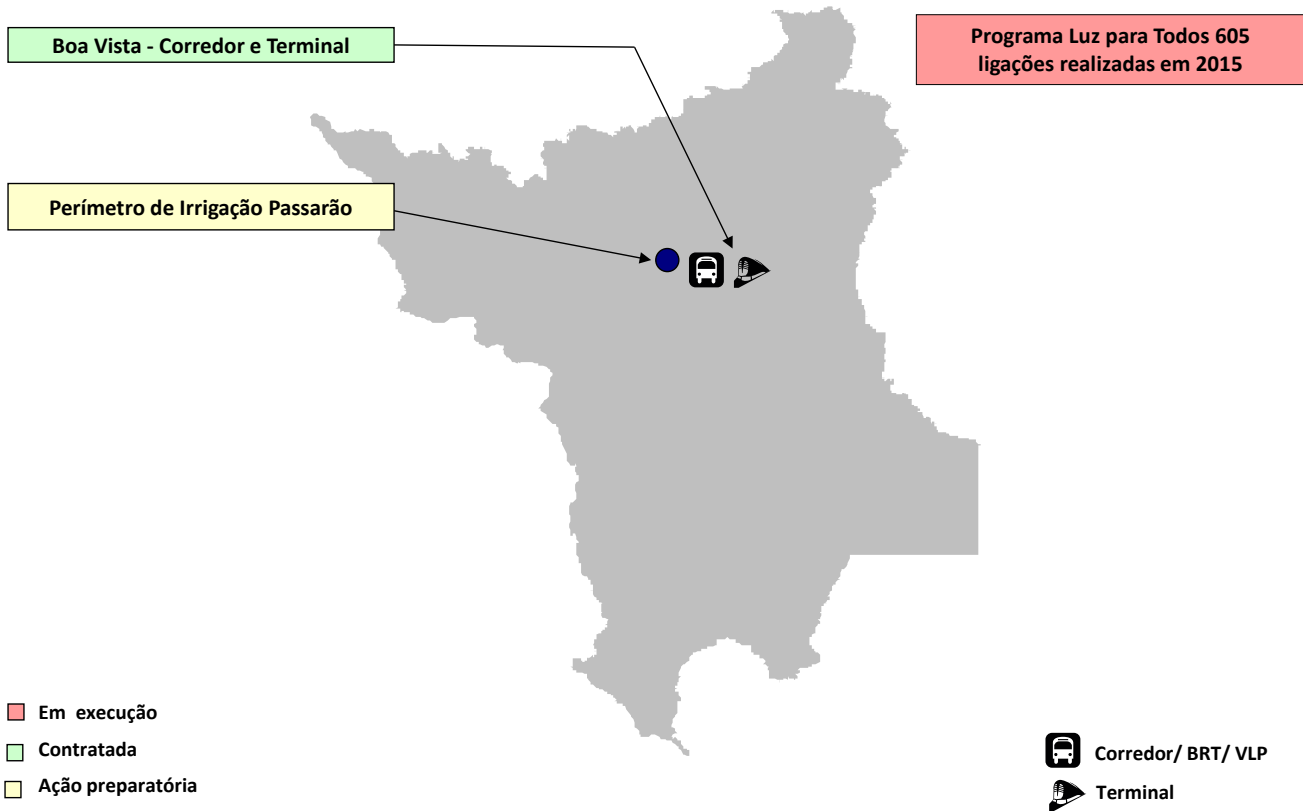 Boa Vista - Corredor e Terminal
Programa Luz para Todos 605
ligações realizadas em 2015
Perímetro de Irrigação Passarão
Em execução
Contratada
Ação preparatória
Corredor/ BRT/ VLP
Terminal